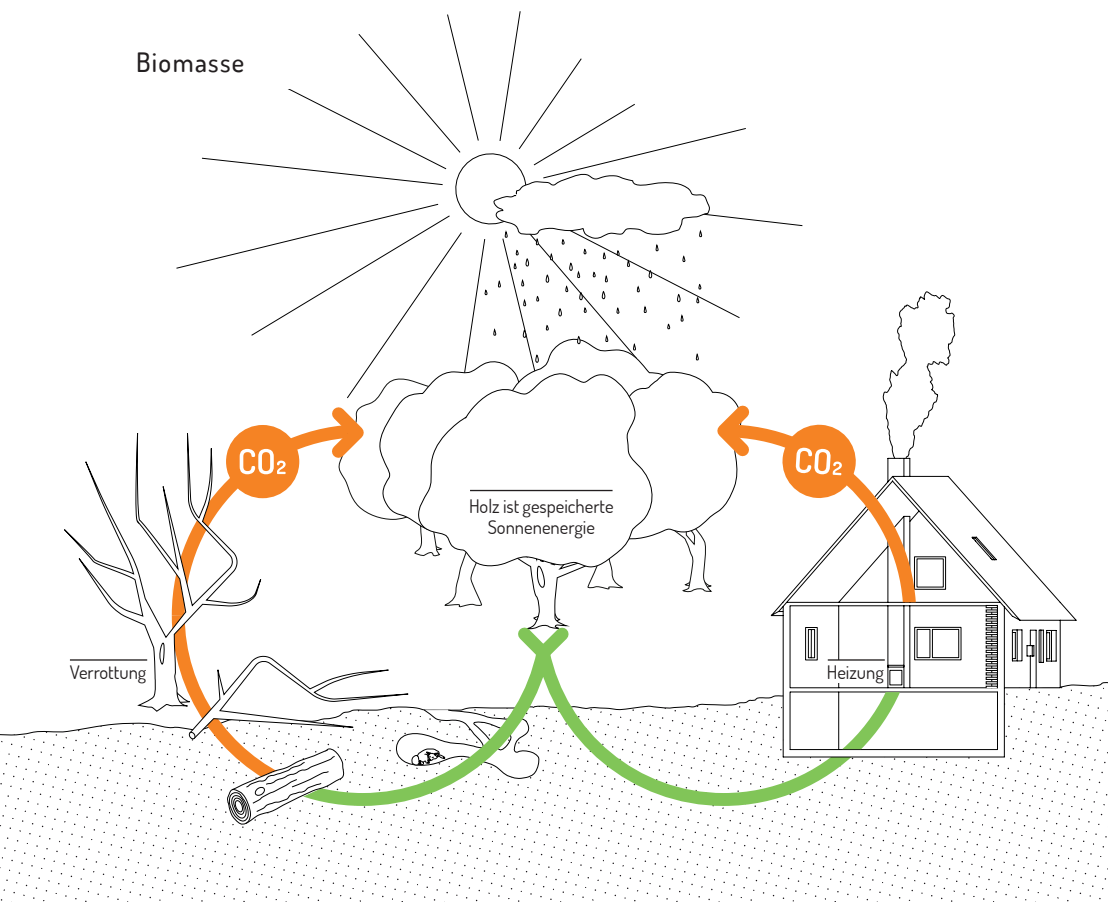 Biomasse
CO₂
CO₂
Holz ist gespeicherte
Sonnenenergie
Verrottung
Heizung